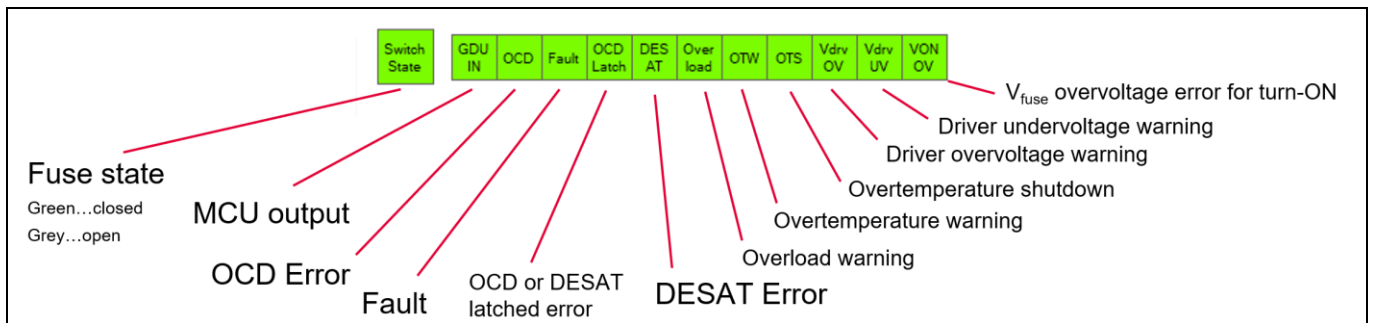 Switch
State
GDU
IN
OCD
Fault
OCD
Latch
DES
AT
Over
load
OTW
OTS
Vdrv
OV
Vdrv
UV
VON
OV
Vfuse overvoltage error for turn-ON
Driver undervoltage warning
Driver overvoltage warning
Overtemperature shutdown
Overtemperature warning
Overload warning
DESAT Error
OCD or DESAT
latched error
Fault
OCD Error
MCU output
Fuse state
Green...closed
Grey...open